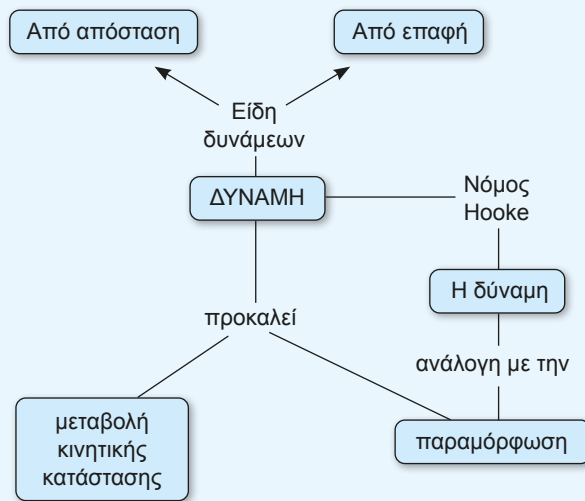 Από απόσταση
Από επαφή
Είδη
δυνάμεων
ΔΥΝΑΜΗ
Νόμος
Hooke
Η δύναμη
προκαλεί
ανάλογη με την
μεταβολή
κινητικής
κατάστασης
παραμόρφωση